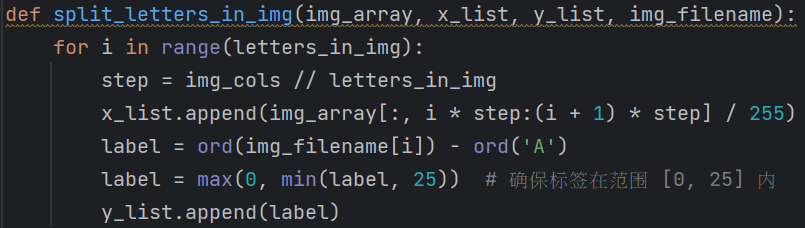 def split_letters_in_img(img_array, x_list, y_list, img_filename):
    for i in range(letters_in_img):
        step = img_cols // letters_in_img
        x_list.append(img_array[:, i * step:(i + 1) * step] / 255)
        label = ord(img_filename[i]) - ord('A')
        label = max(0, min(label, 25))  # 确保标签在范围 [0, 25] 内
        y_list.append(label)